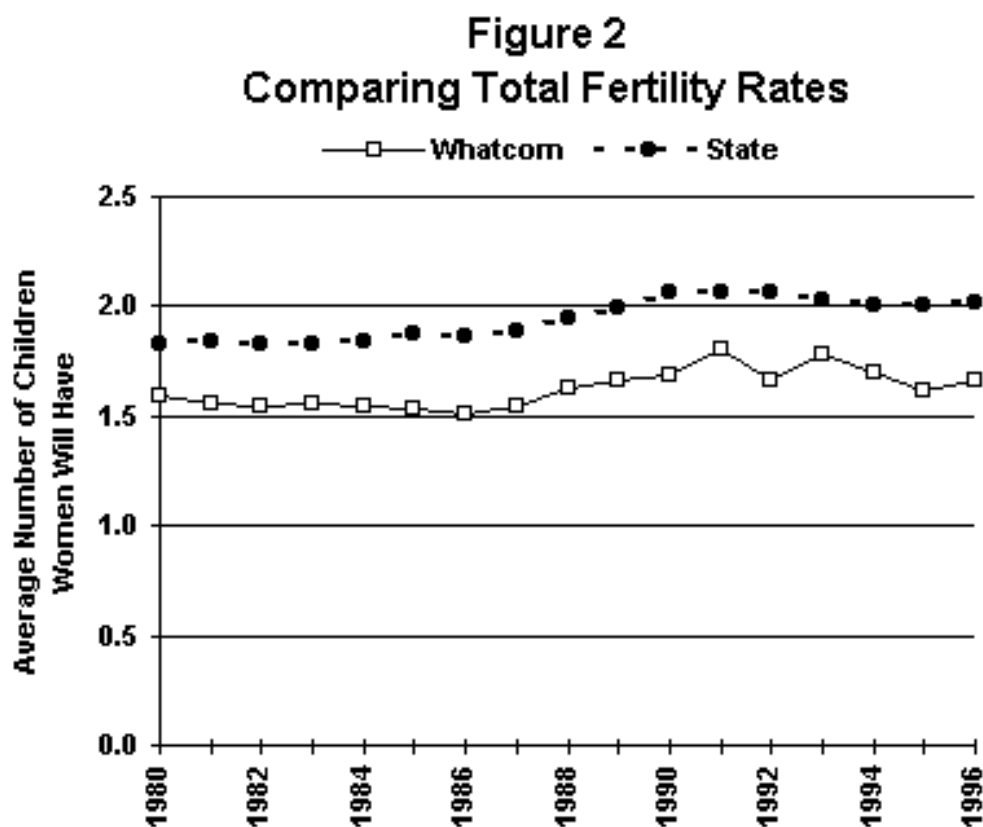 Figure 2
Comparing Total Fertility Rates
Whatcom State
2.5
2.0
1.5
1.0
0.5
0.0
Average Number of Children
Women Will Have
1980 1982 1984 1986 1988 1990 1992 1994 1996